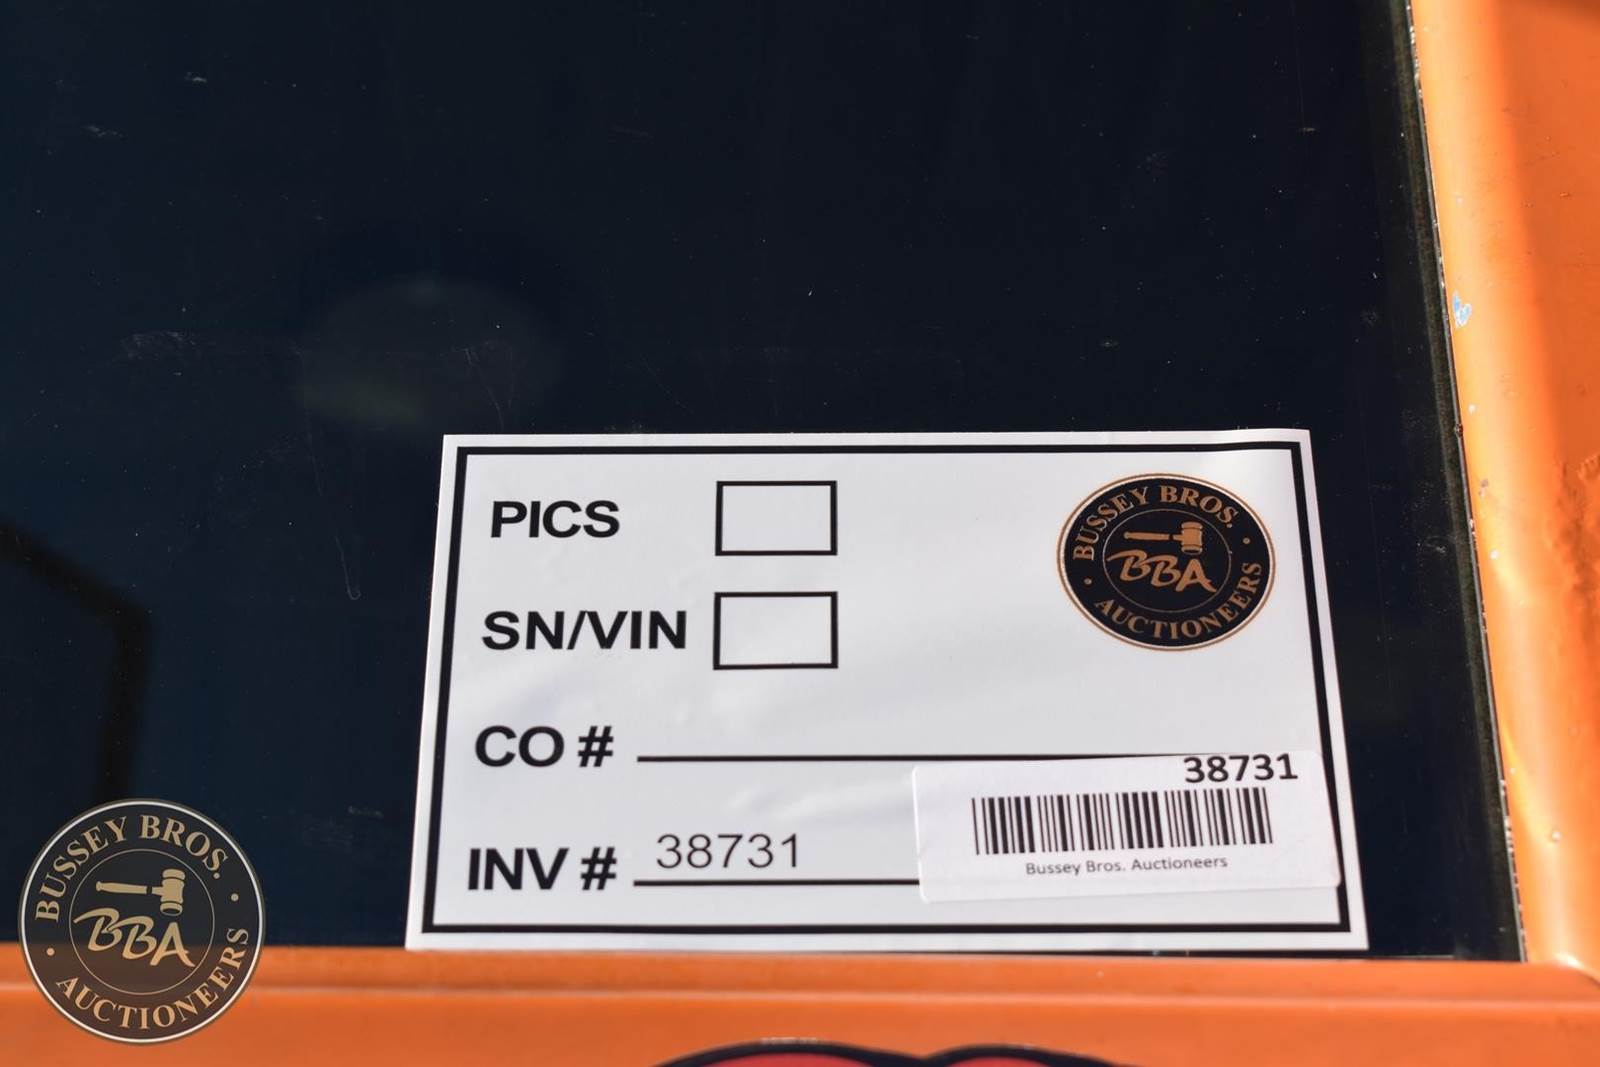 PICS
SN/VIN
BUSSEY BROS.
BBA
AUCTIONEERS
CO #
38731
INV # 38731
Bussey Bros. Auctioneers
BUSSEY BROS.
BBA
AUCTIONEERS